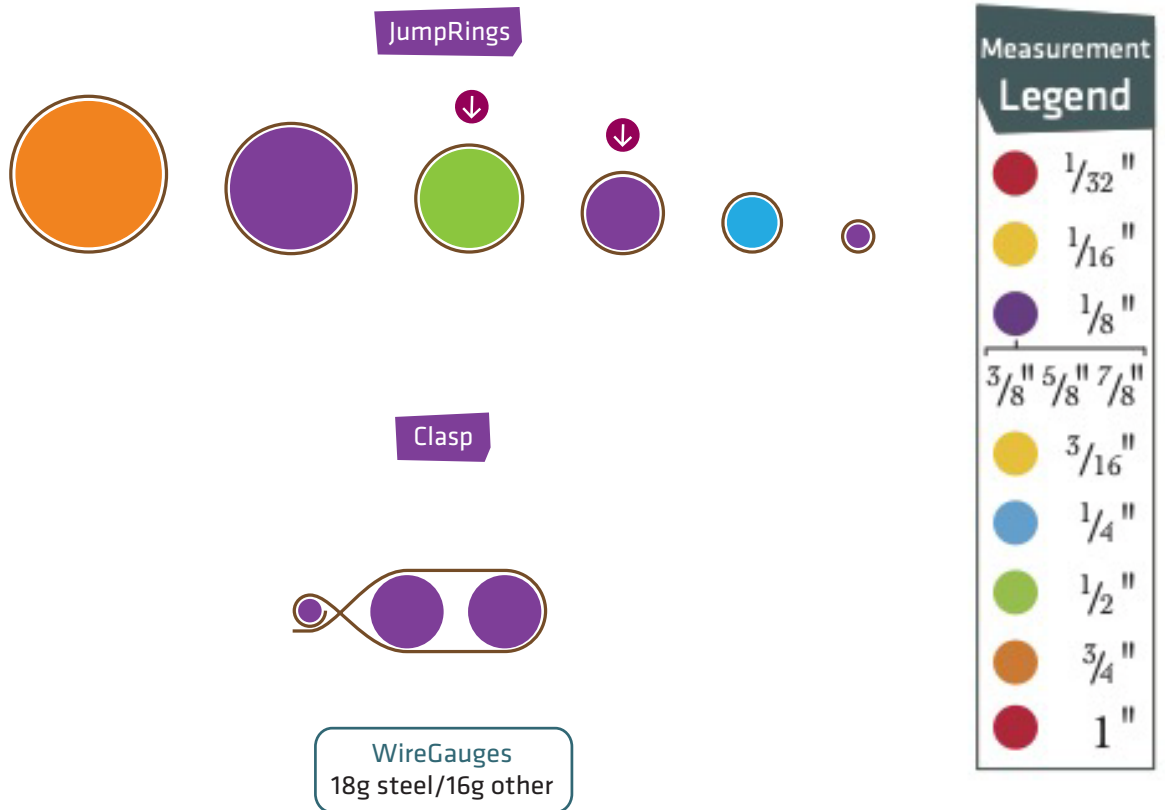 JumpRings
Clasp
WireGauges
18g steel/16g other
Measurement
Legend
1/32 "
1/16 "
1/8 "
3/8" 5/8" 7/8"
3/16"
1/4 "
1/2 "
3/4 "
1 "